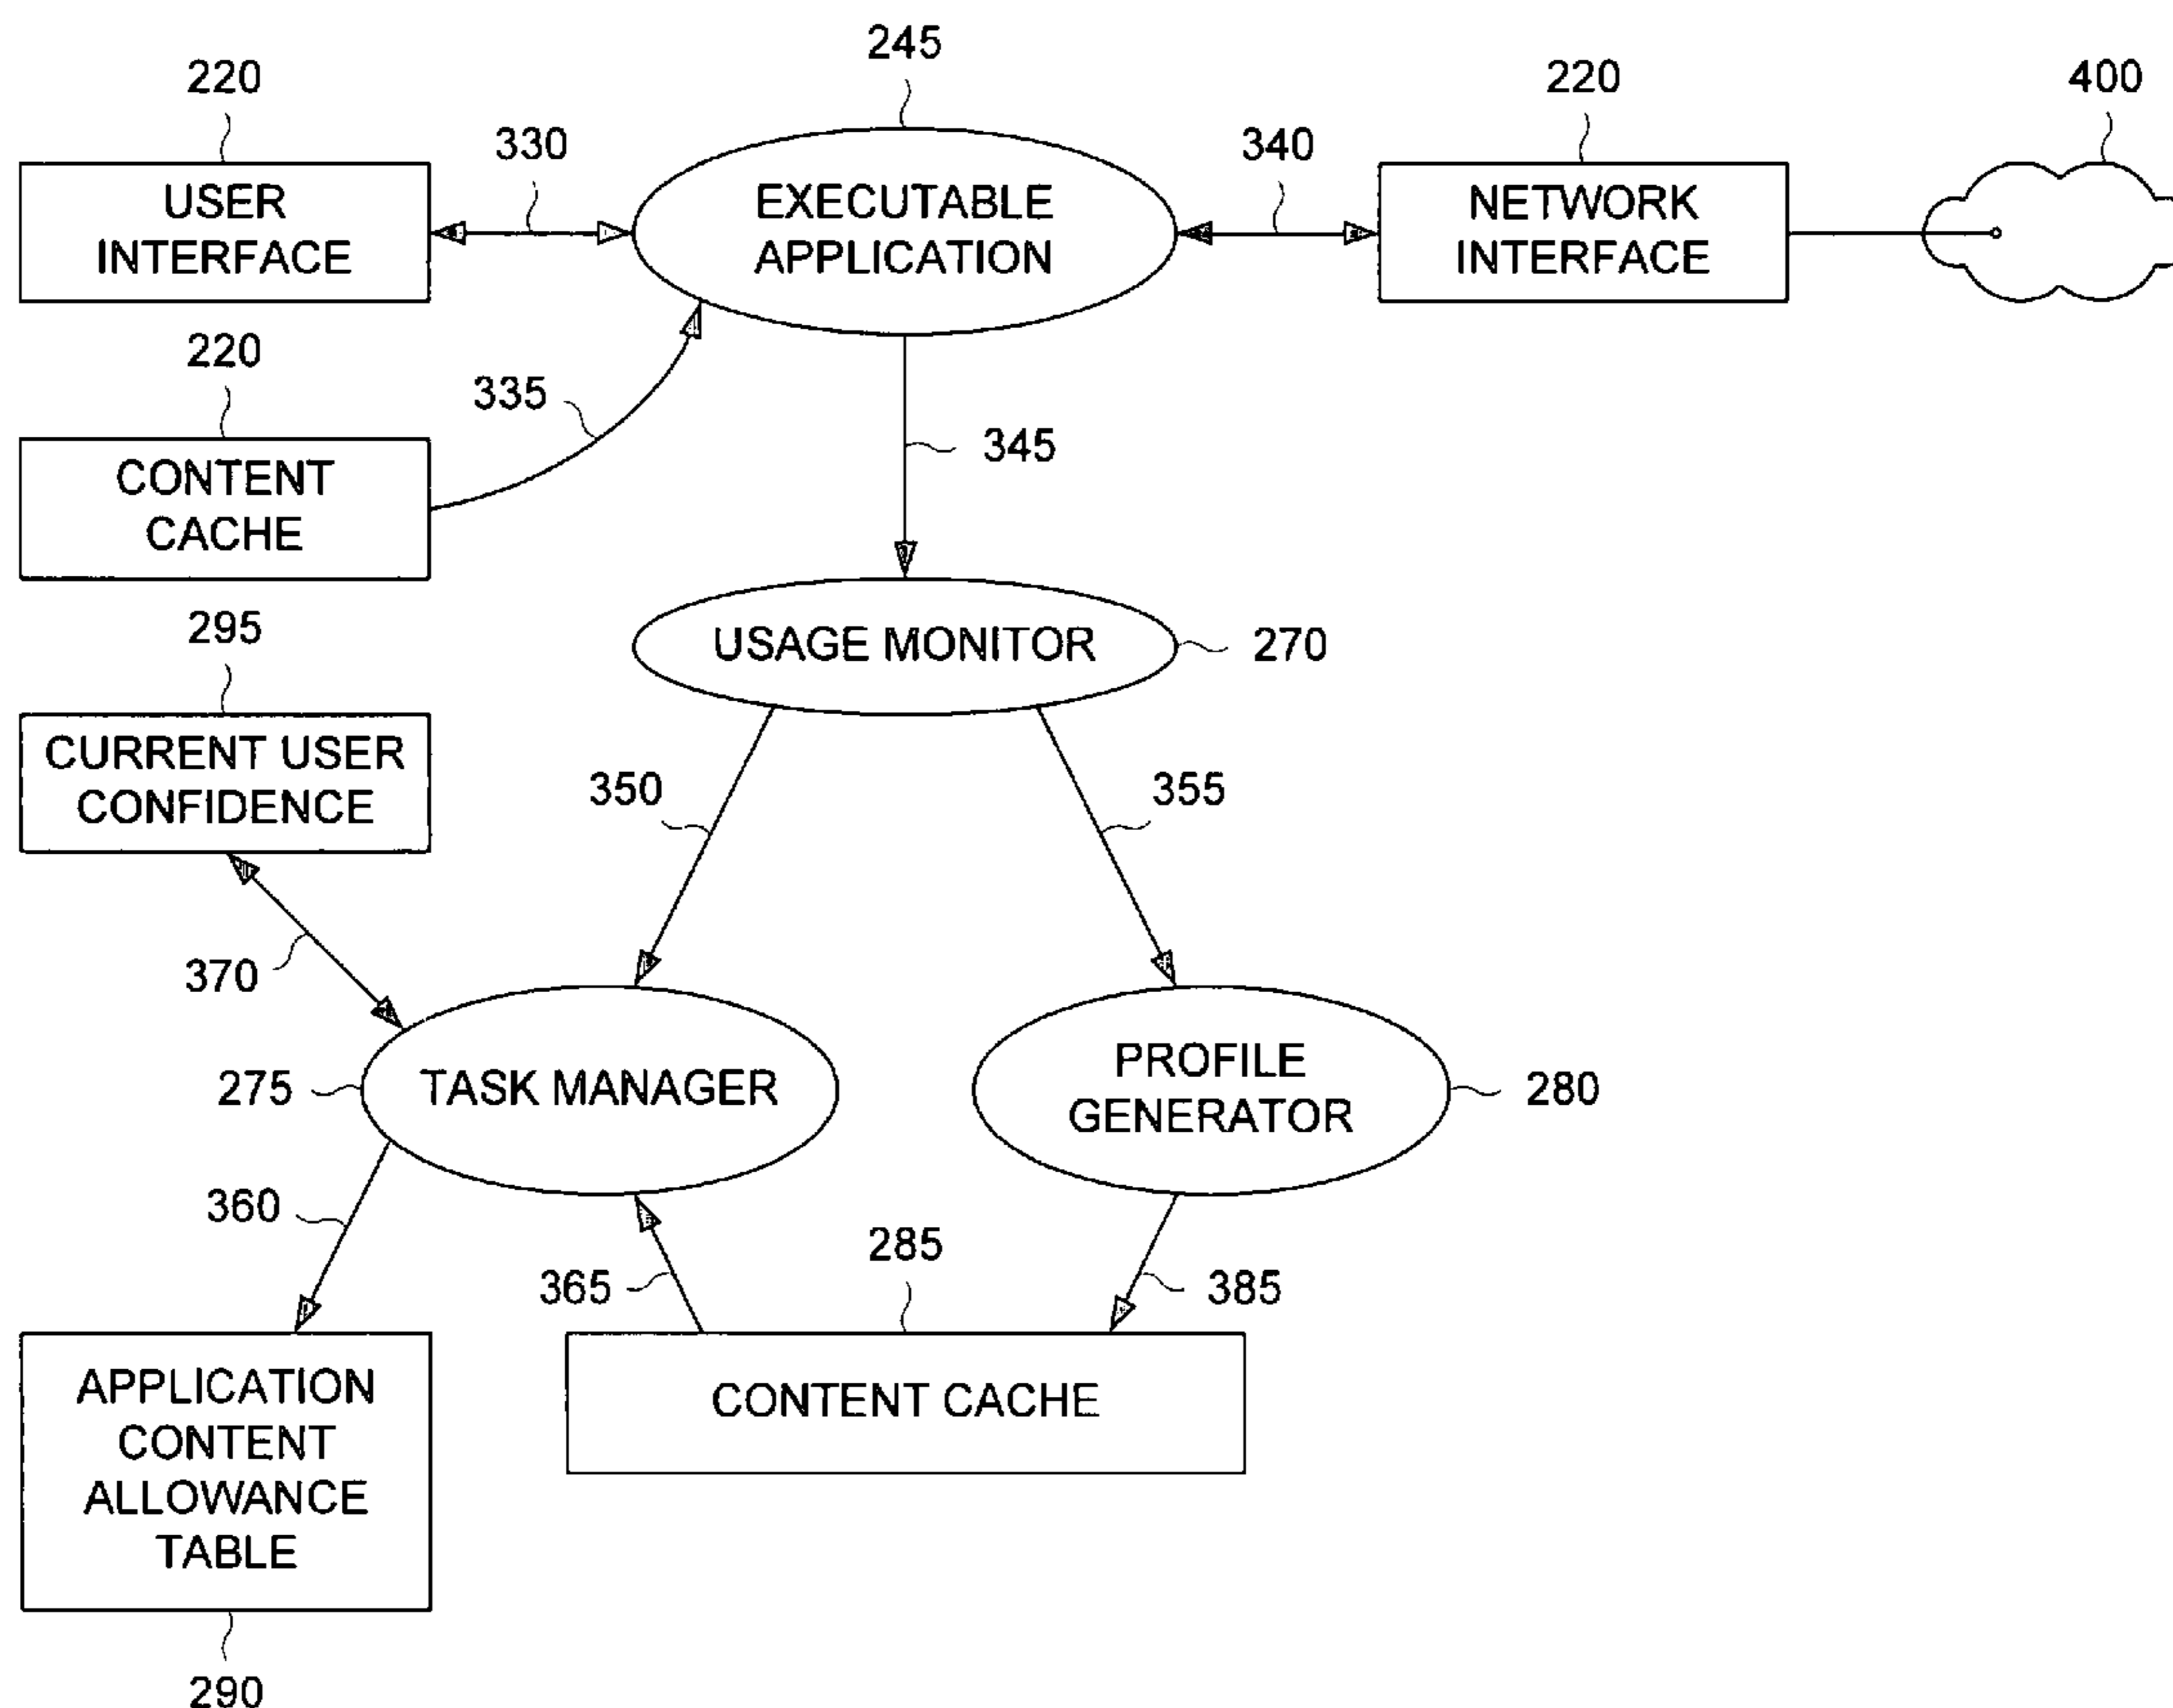 245
220
220
400
330
340
USER
INTERFACE
EXECUTABLE
APPLICATION
NETWORK
INTERFACE
220
335
345
CONTENT
CACHE
295
USAGE MONITOR
270
CURRENT USER
CONFIDENCE
350
355
370
275
TASK MANAGER
PROFILE
GENERATOR
280
360
285
365
385
APPLICATION
CONTENT
ALLOWANCE
TABLE
CONTENT CACHE
290